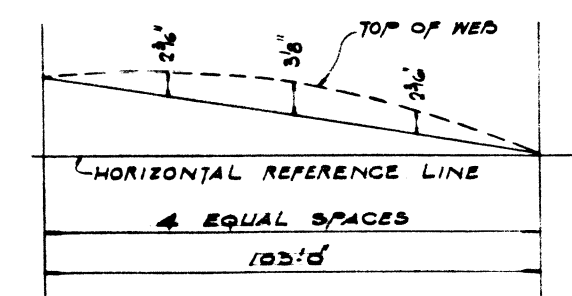 TOP OF WEB
2 3/16"
3 1/8"
2 3/16"
HORIZONTAL REFERENCE LINE
4 EQUAL SPACES
103'-0"